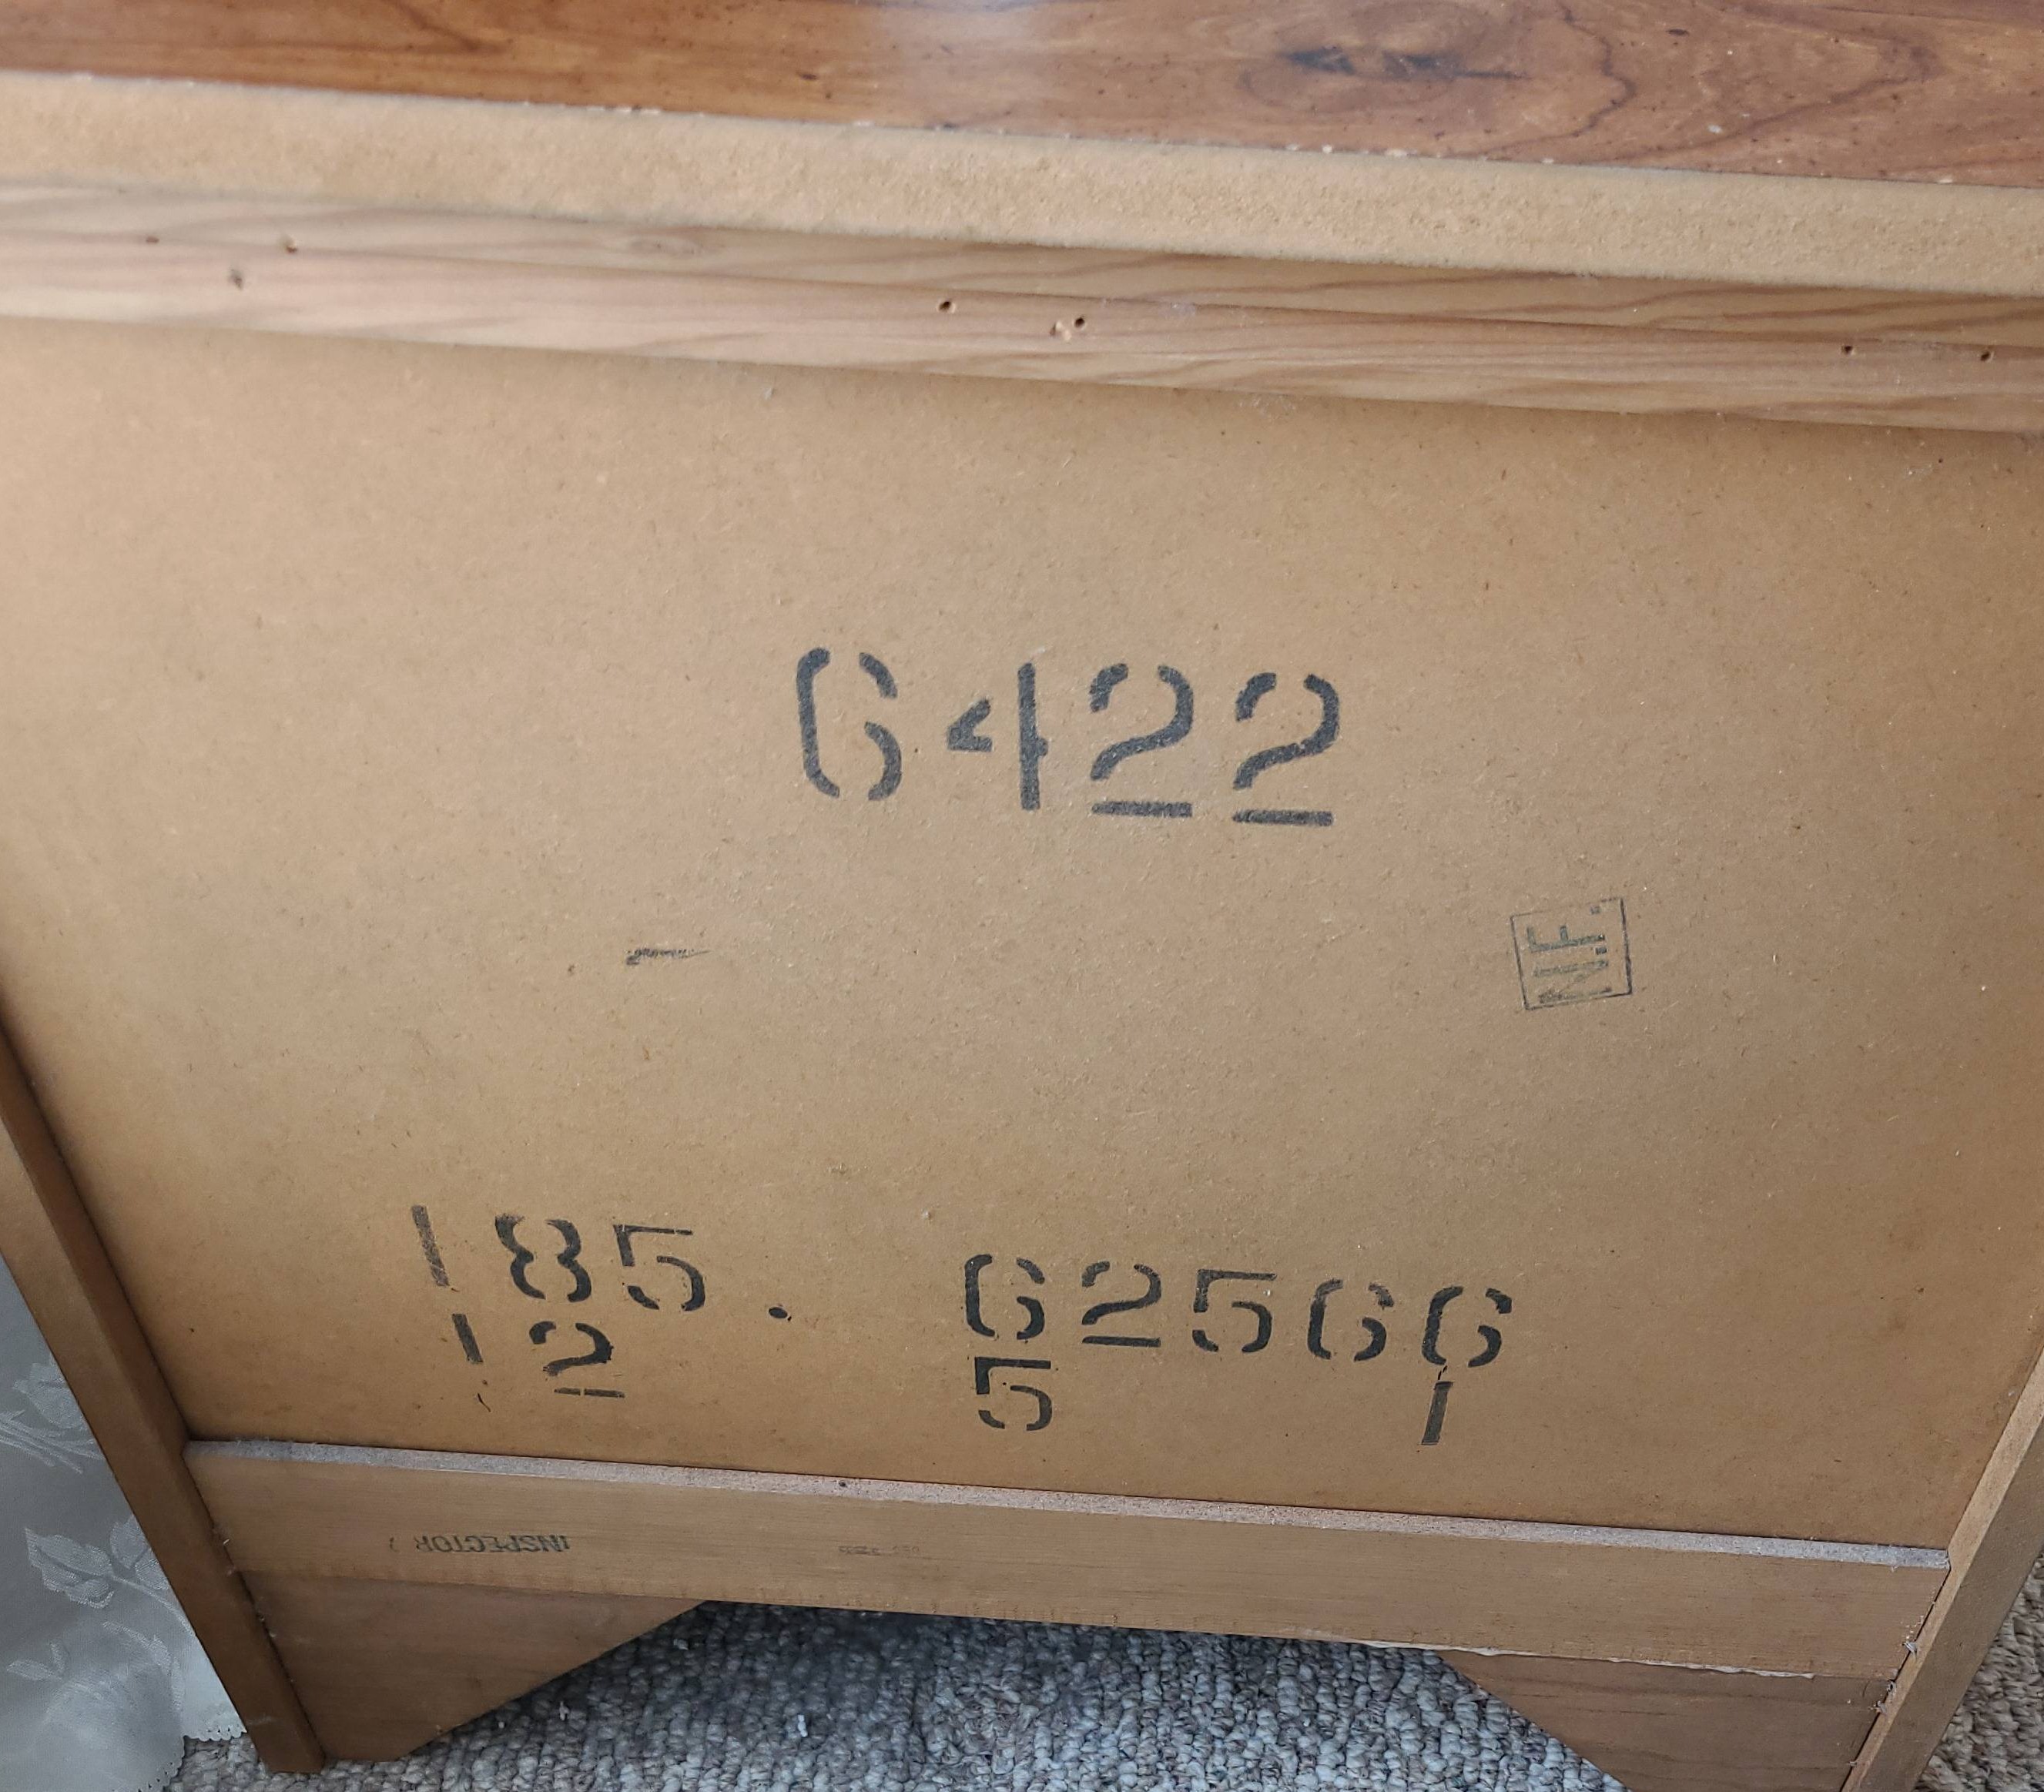 6422
N.F.
185. 62566
12 5 1
INSPECTOR